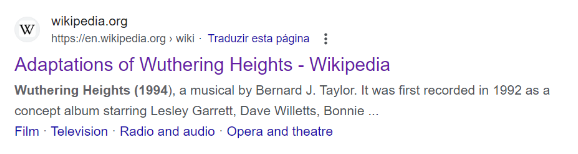 W
wikipedia.org
https://en.wikipedia.org › wiki · Traduzir esta página
Adaptations of Wuthering Heights - Wikipedia
Wuthering Heights (1994), a musical by Bernard J. Taylor. It was first recorded in 1992 as a
concept album starring Lesley Garrett, Dave Willetts, Bonnie ...
Film · Television · Radio and audio · Opera and theatre